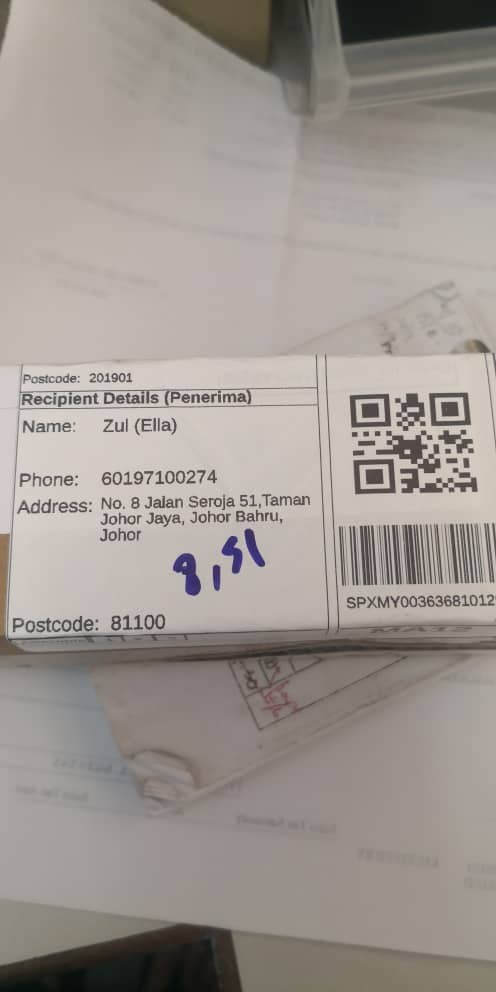 Postcode: 201901
Recipient Details (Penerima)
Name: Zul (Ella)
Phone: 60197100274
Address: No. 8 Jalan Seroja 51,Taman
Johor Jaya, Johor Bahru,
Johor
8,51
Postcode: 81100
SPXMY00363681012